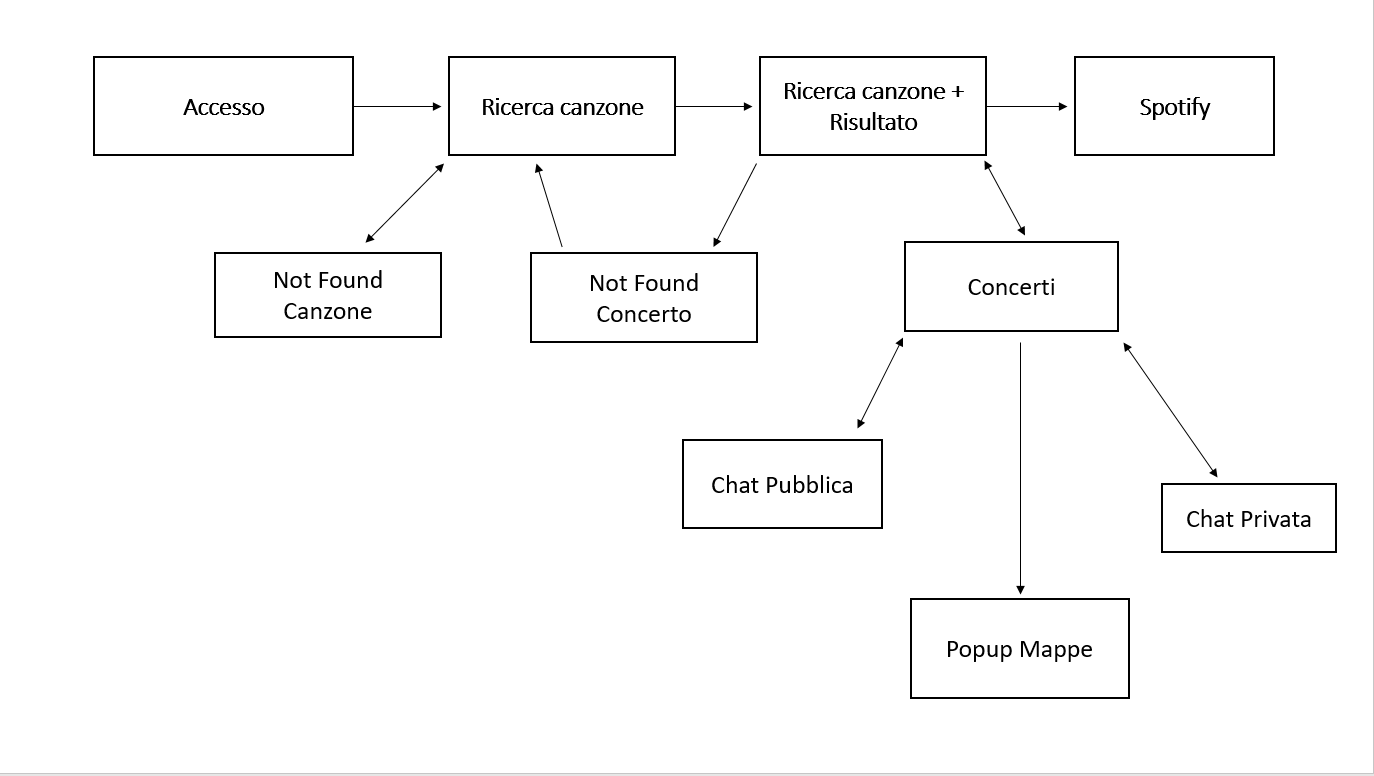 Accesso
Ricerca canzone
Ricerca canzone +
Risultato
Spotify
Not Found
Canzone
Not Found
Concerto
Concerti
Chat Pubblica
Chat Privata
Popup Mappe